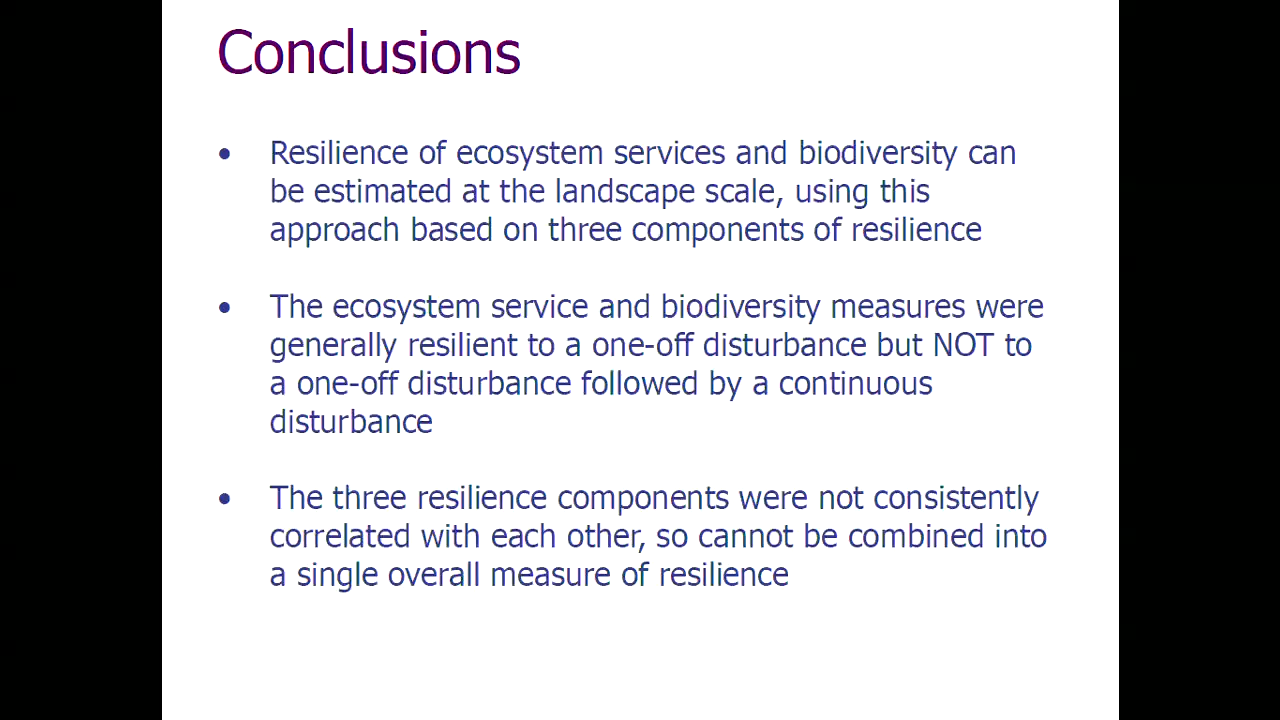 Conclusions
• Resilience of ecosystem services and biodiversity can
be estimated at the landscape scale, using this
approach based on three components of resilience
• The ecosystem service and biodiversity measures were
generally resilient to a one-off disturbance but NOT to
a one-off disturbance followed by a continuous
disturbance
• The three resilience components were not consistently
correlated with each other, so cannot be combined into
a single overall measure of resilience